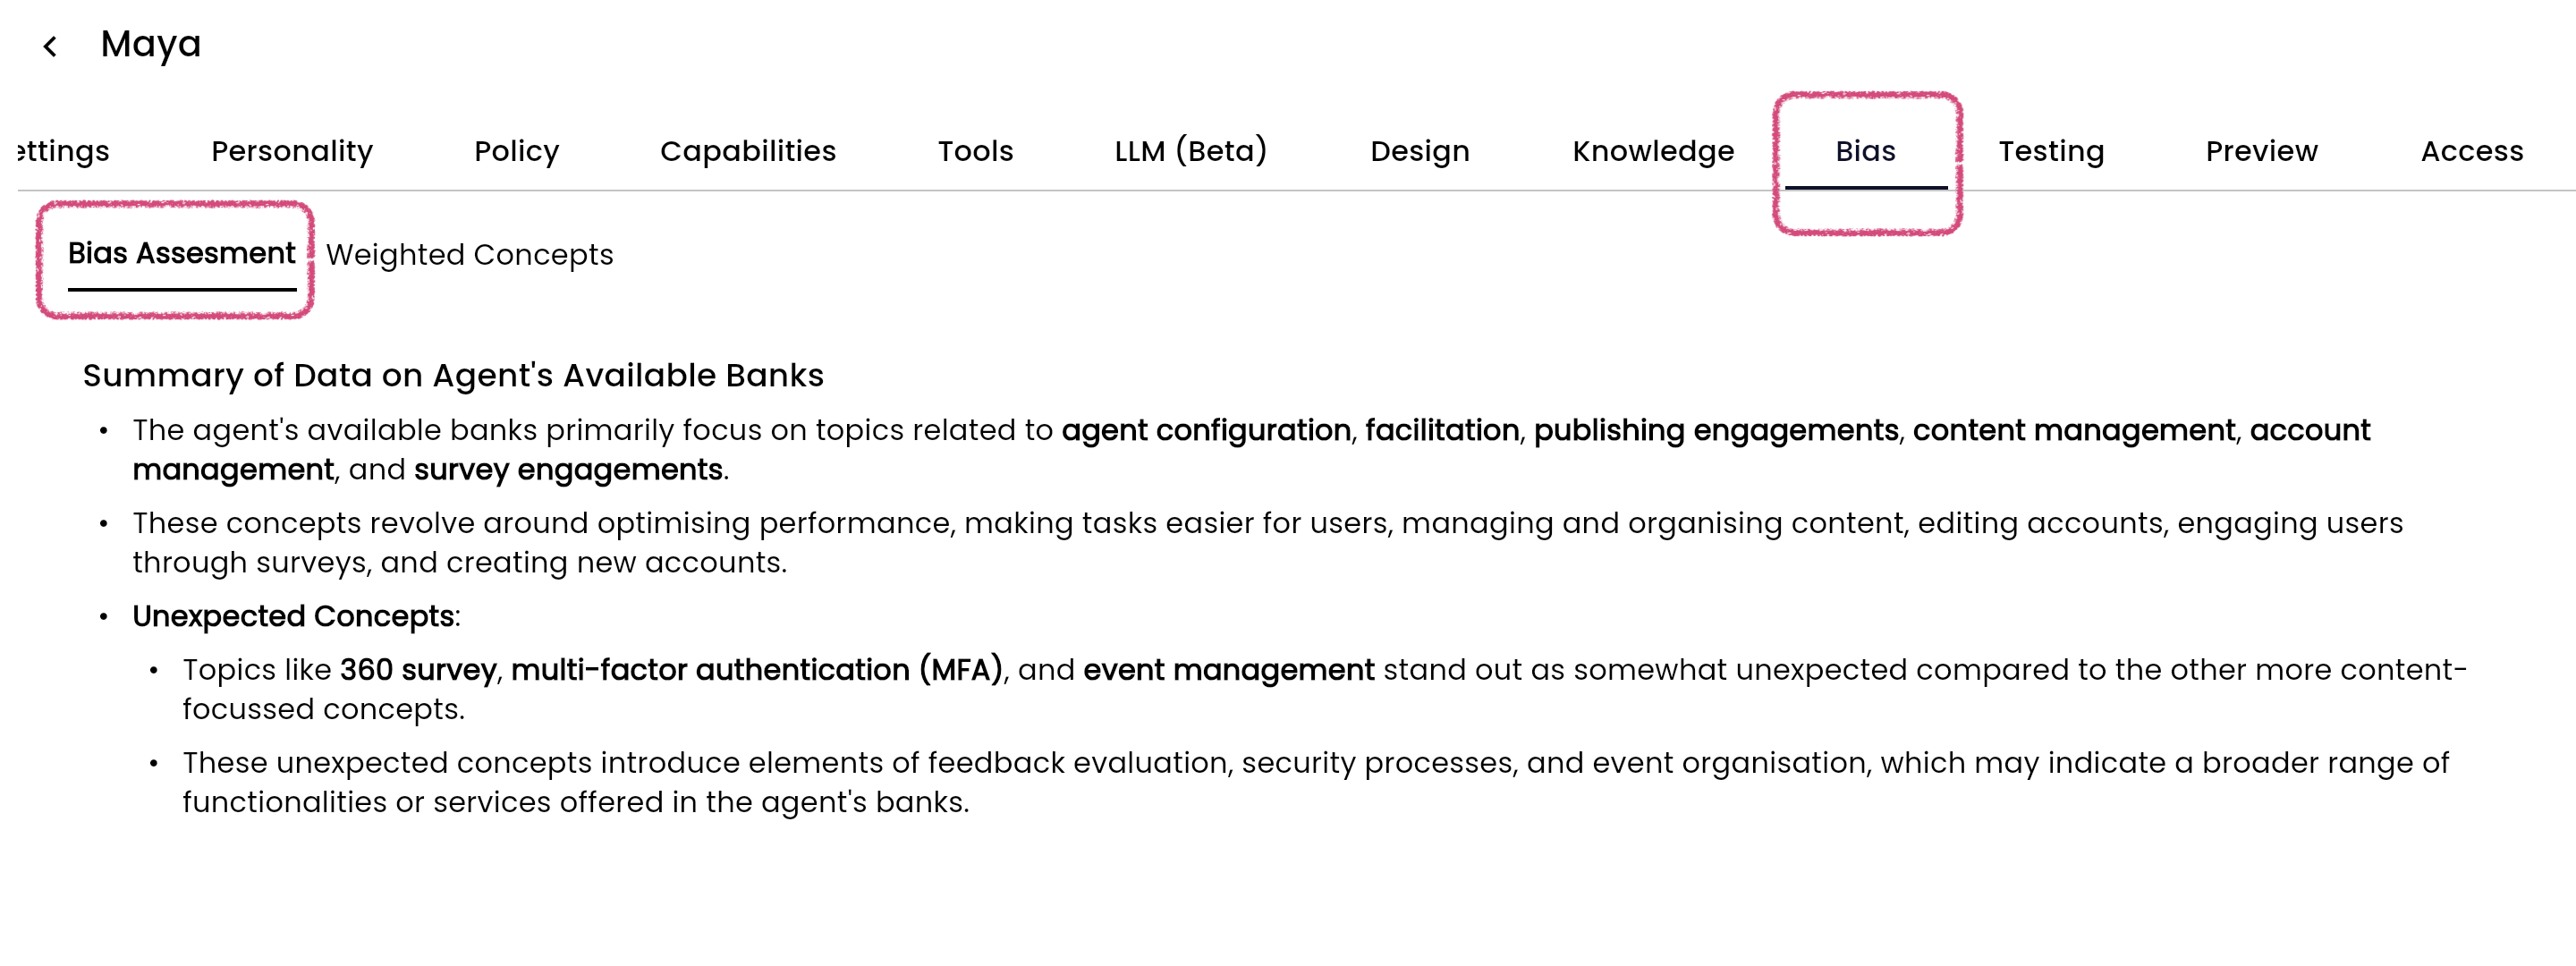 Maya
ettings Personality Policy Capabilities Tools LLM (Beta) Design Knowledge Bias Testing Preview Access
Bias Assesment Weighted Concepts
Summary of Data on Agent's Available Banks
• The agent's available banks primarily focus on topics related to agent configuration, facilitation, publishing engagements, content management, account
management, and survey engagements.
• These concepts revolve around optimising performance, making tasks easier for users, managing and organising content, editing accounts, engaging users
through surveys, and creating new accounts.
• Unexpected Concepts:
• Topics like 360 survey, multi-factor authentication (MFA), and event management stand out as somewhat unexpected compared to the other more content-
focussed concepts.
• These unexpected concepts introduce elements of feedback evaluation, security processes, and event organisation, which may indicate a broader range of
functionalities or services offered in the agent's banks.